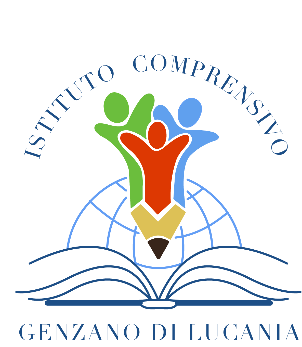 ISTITUTO COMPRENSIVO
GENZANO DI LUCANIA